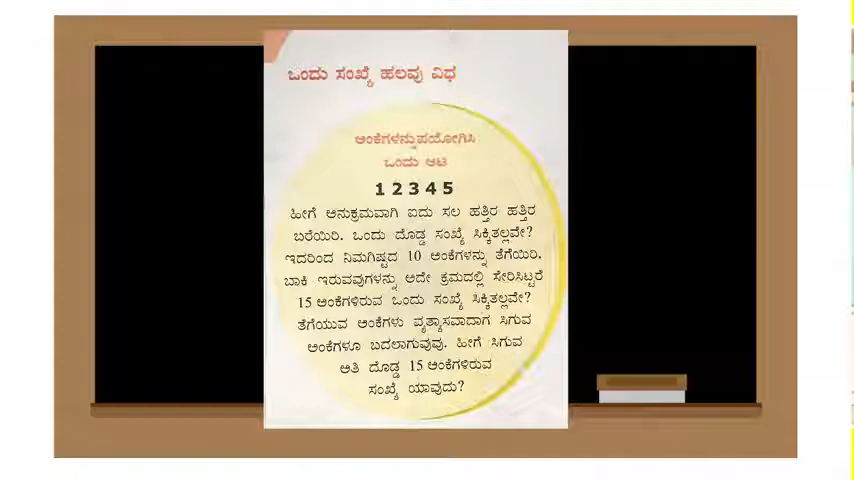 ಒಂದು ಸಂಖ್ಯೆ ಹಲವು ವಿಧ
ಅಂಕೆಗಳನ್ನುಪಯೋಗಿಸಿ
ಒಂದು ಆಟ
1 2 3 4 5
ಹೀಗೆ ಅನುಕ್ರಮವಾಗಿ ಐದು ಸಲ ಹತ್ತಿರ ಹತ್ತಿರ
ಬರೆಯಿರಿ. ಒಂದು ದೊಡ್ಡ ಸಂಖ್ಯೆ ಸಿಕ್ಕಿತಲ್ಲವೇ?
ಇದರಿಂದ ನಿಮಗಿಷ್ಟದ 10 ಅಂಕೆಗಳನ್ನು ತೆಗೆಯಿರಿ.
ಬಾಕಿ ಇರುವವುಗಳನ್ನು ಅದೇ ಕ್ರಮದಲ್ಲಿ ಸೇರಿಸಿಟ್ಟರೆ
15 ಅಂಕೆಗಳಿರುವ ಒಂದು ಸಂಖ್ಯೆ ಸಿಕ್ಕಿತಲ್ಲವೇ?
ತೆಗೆಯುವ ಅಂಕೆಗಳು ವ್ಯತ್ಯಾಸವಾದಾಗ ಸಿಗುವ
ಅಂಕೆಗಳೂ ಬದಲಾಗುವುವು. ಹೀಗೆ ಸಿಗುವ
ಅತಿ ದೊಡ್ಡ 15 ಅಂಕೆಗಳಿರುವ
ಸಂಖ್ಯೆ ಯಾವುದು?